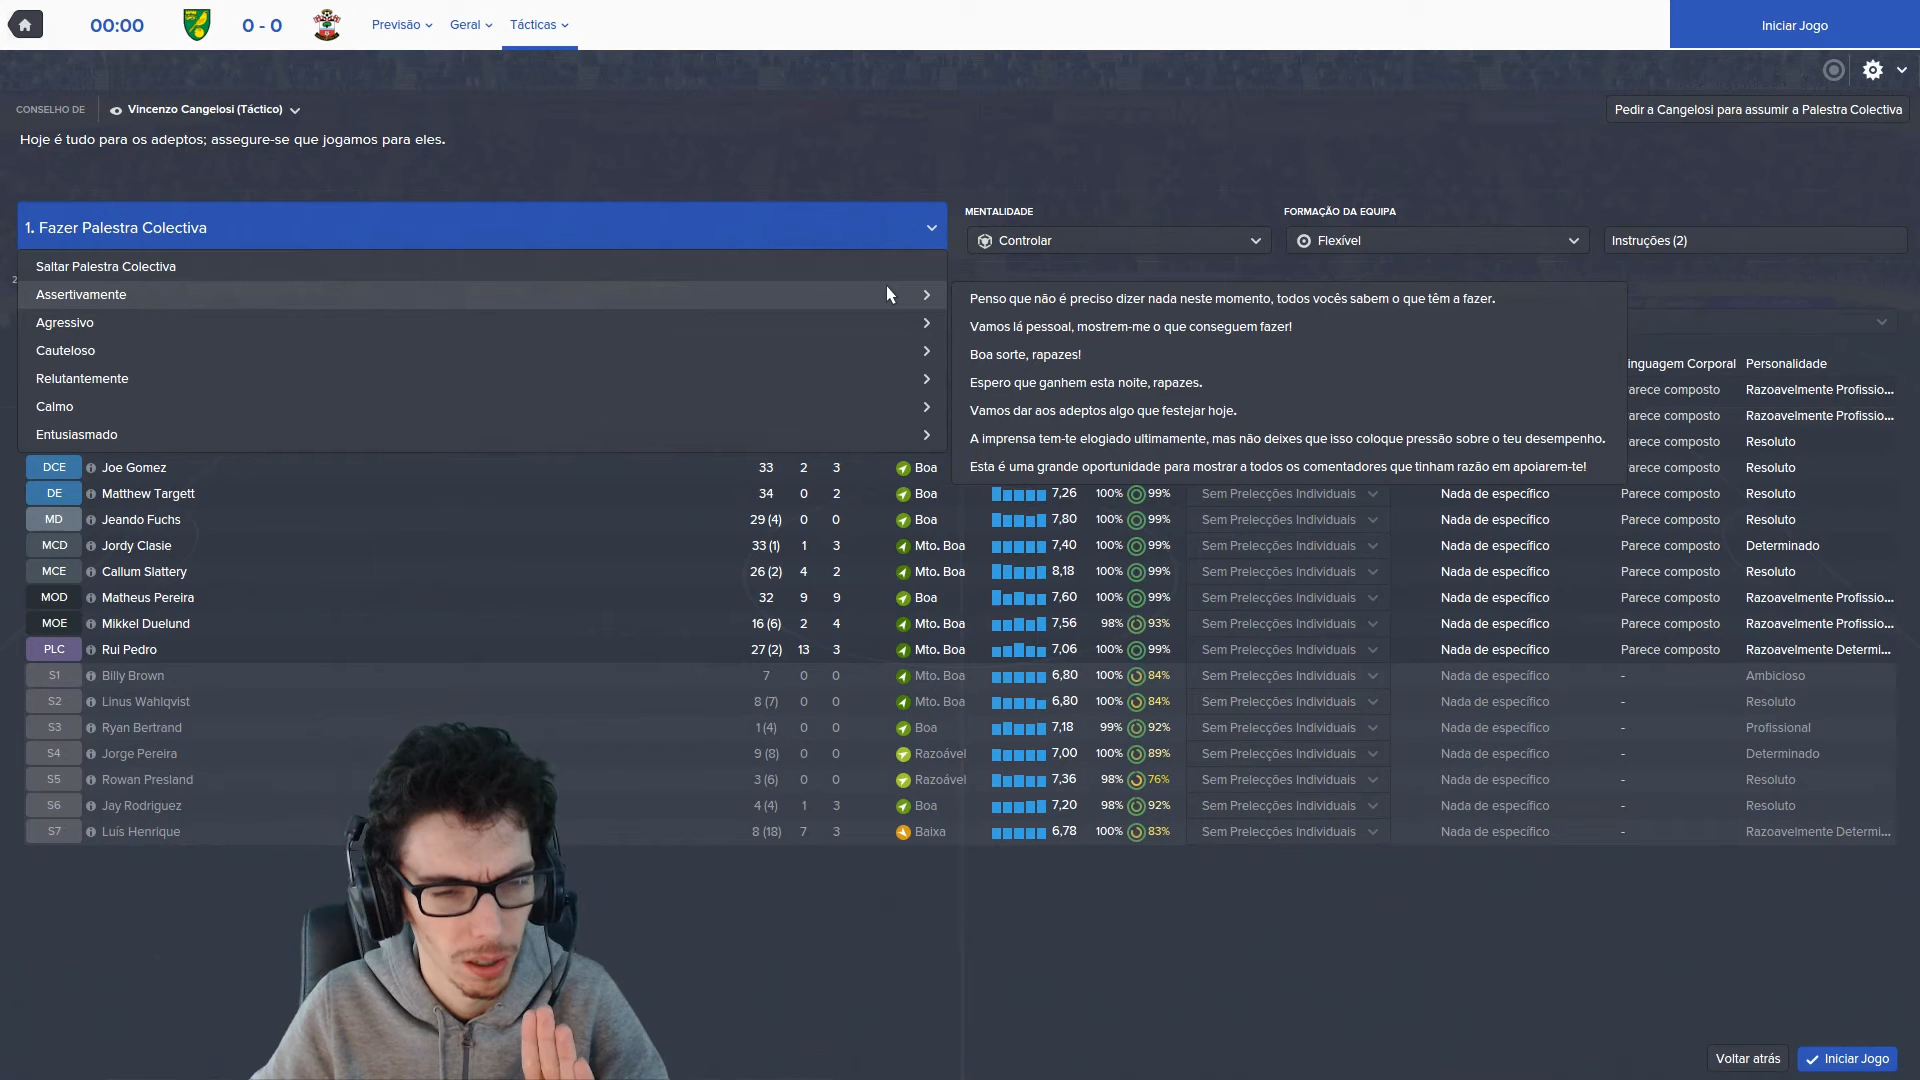 00:00 0 - 0 Previsão Geral Tácticas Iniciar Jogo
CONSELHO DE Vincenzo Cangelosi (Táctico) Pedir a Cangelosi para assumir a Palestra Colectiva
Hoje é tudo para os adeptos; assegure-se que jogamos para eles.
MENTALIDADE FORMAÇÃO DA EQUIPA
1. Fazer Palestra Colectiva Controlar Flexível Instruções (2)
Saltar Palestra Colectiva
2
Assertivamente
Agressivo
Cauteloso
Relutantemente
Calmo
Entusiasmado
Penso que não é preciso dizer nada neste momento, todos vocês sabem o que têm a fazer.
Vamos lá pessoal, mostrem-me o que conseguem fazer!
Boa sorte, rapazes!
Espero que ganhem esta noite, rapazes.
Vamos dar aos adeptos algo que festejar hoje.
A imprensa tem-te elogiado ultimamente, mas não deixes que isso coloque pressão sobre o teu desempenho.
Esta é uma grande oportunidade para mostrar a todos os comentadores que tinham razão em apoiarem-te!
inguagem Corporal Personalidade
arece composto Razoavelmente Profissio...
arece composto Razoavelmente Profissio...
arece composto Resoluto
arece composto Resoluto
DCE Joe Gomez 33 2 3 Boa
DE Matthew Targett 34 0 2 Boa 7,26 100% 99% Sem Prelecções Individuais Nada de específico Parece composto Resoluto
MD Jeando Fuchs 29 (4) 0 0 Boa 7,80 100% 99% Sem Prelecções Individuais Nada de específico Parece composto Resoluto
MCD Jordy Clasie 33 (1) 1 3 Mto. Boa 7,40 100% 99% Sem Prelecções Individuais Nada de específico Parece composto Determinado
MCE Callum Slattery 26 (2) 4 2 Mto. Boa 8,18 100% 99% Sem Prelecções Individuais Nada de específico Parece composto Resoluto
MOD Matheus Pereira 32 9 9 Boa 7,60 100% 99% Sem Prelecções Individuais Nada de específico Parece composto Razoavelmente Profissio...
MOE Mikkel Duelund 16 (6) 2 4 Mto. Boa 7,56 98% 93% Sem Prelecções Individuais Nada de específico Parece composto Razoavelmente Profissio...
PLC Rui Pedro 27 (2) 13 3 Mto. Boa 7,06 100% 99% Sem Prelecções Individuais Nada de específico Parece composto Razoavelmente Determi...
S1 Billy Brown 7 0 0 Mto. Boa 6,80 100% 84% Sem Prelecções Individuais Nada de específico - Ambicioso
S2 Linus Wahlqvist 8 (7) 0 0 Mto. Boa 6,80 100% 84% Sem Prelecções Individuais Nada de específico - Resoluto
S3 Ryan Bertrand 1 (4) 0 0 Boa 7,18 99% 92% Sem Prelecções Individuais Nada de específico - Profissional
S4 Jorge Pereira 9 (8) 0 0 Razoável 7,00 100% 89% Sem Prelecções Individuais Nada de específico - Determinado
S5 Rowan Presland 3 (6) 0 0 Razoável 7,36 98% 76% Sem Prelecções Individuais Nada de específico - Resoluto
S6 Jay Rodriguez 4 (4) 1 3 Boa 7,20 98% 92% Sem Prelecções Individuais Nada de específico - Resoluto
S7 Luís Henrique 8 (18) 7 3 Baixa 6,78 100% 83% Sem Prelecções Individuais Nada de específico - Razoavelmente Determi...
Voltar atrás Iniciar Jogo